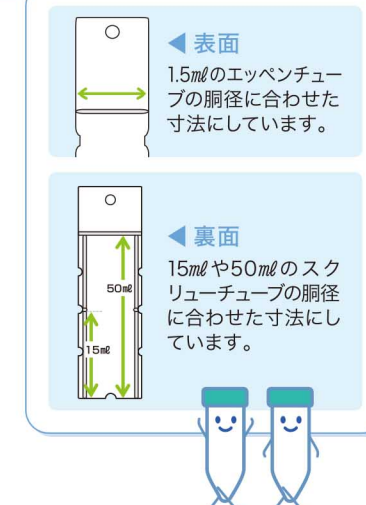 ◀表面
1.5㎖のエッペンチュー
ブの胴径に合わせた
寸法にしています。
◀裏面
15㎖や50㎖のスク
リューチューブの胴径
に合わせた寸法にし
ています。
50㎖
15㎖